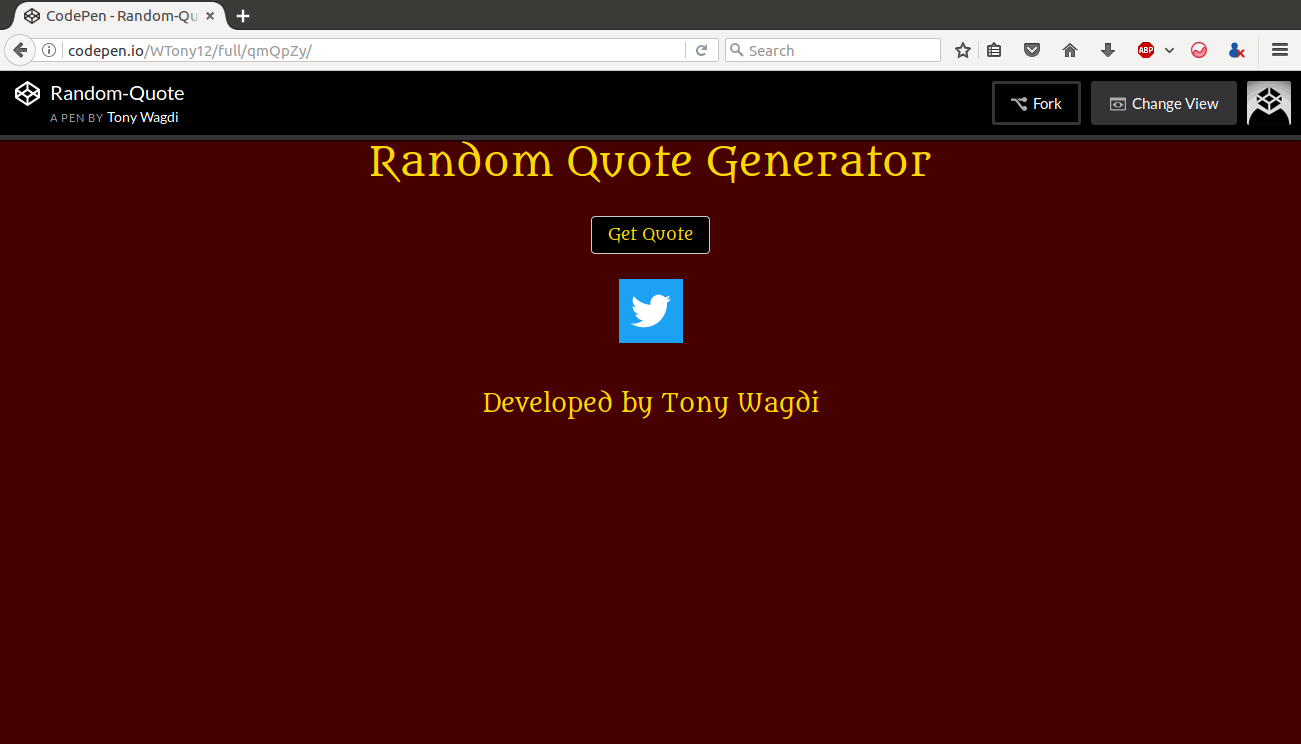 CodePen - Random-Qu
codepen.io/WTony12/full/qmQpZy/
Search
ABP
Random-Quote
A PEN BY Tony Wagdi
Fork
Change View
Random Quote Generator
Get Quote
Developed by Tony Wagdi